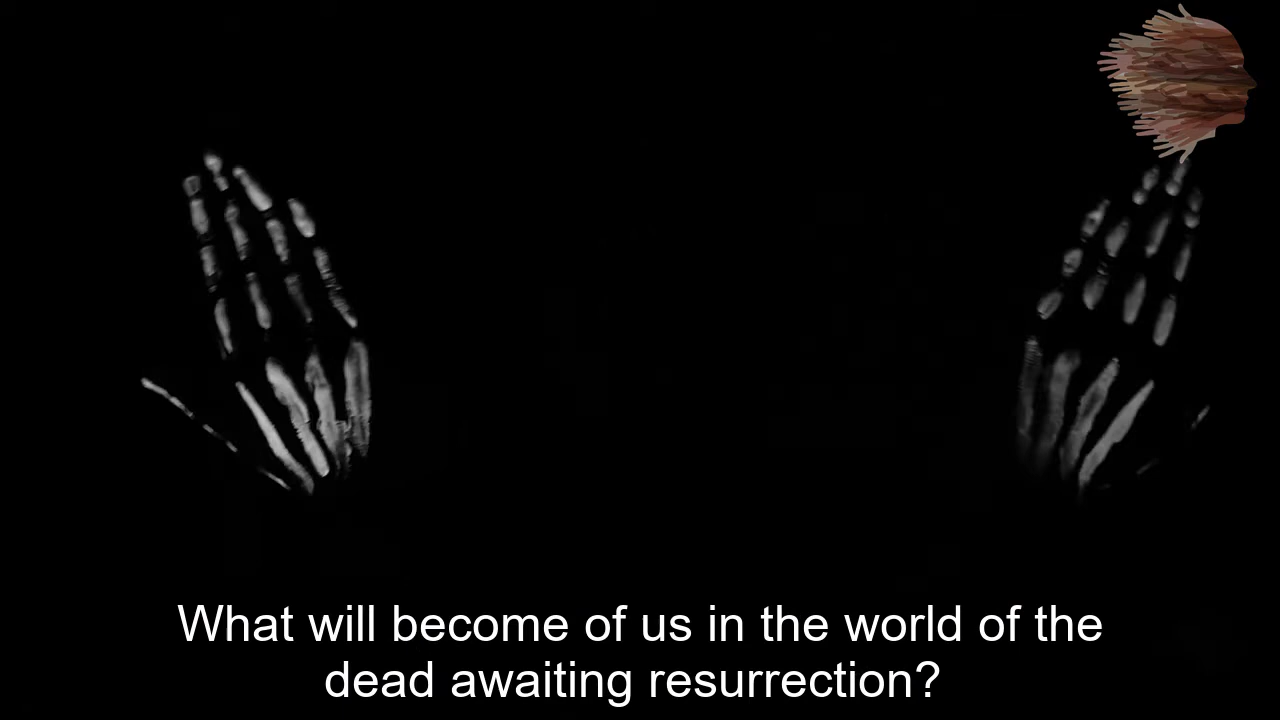 What will become of us in the world of the
dead awaiting resurrection?